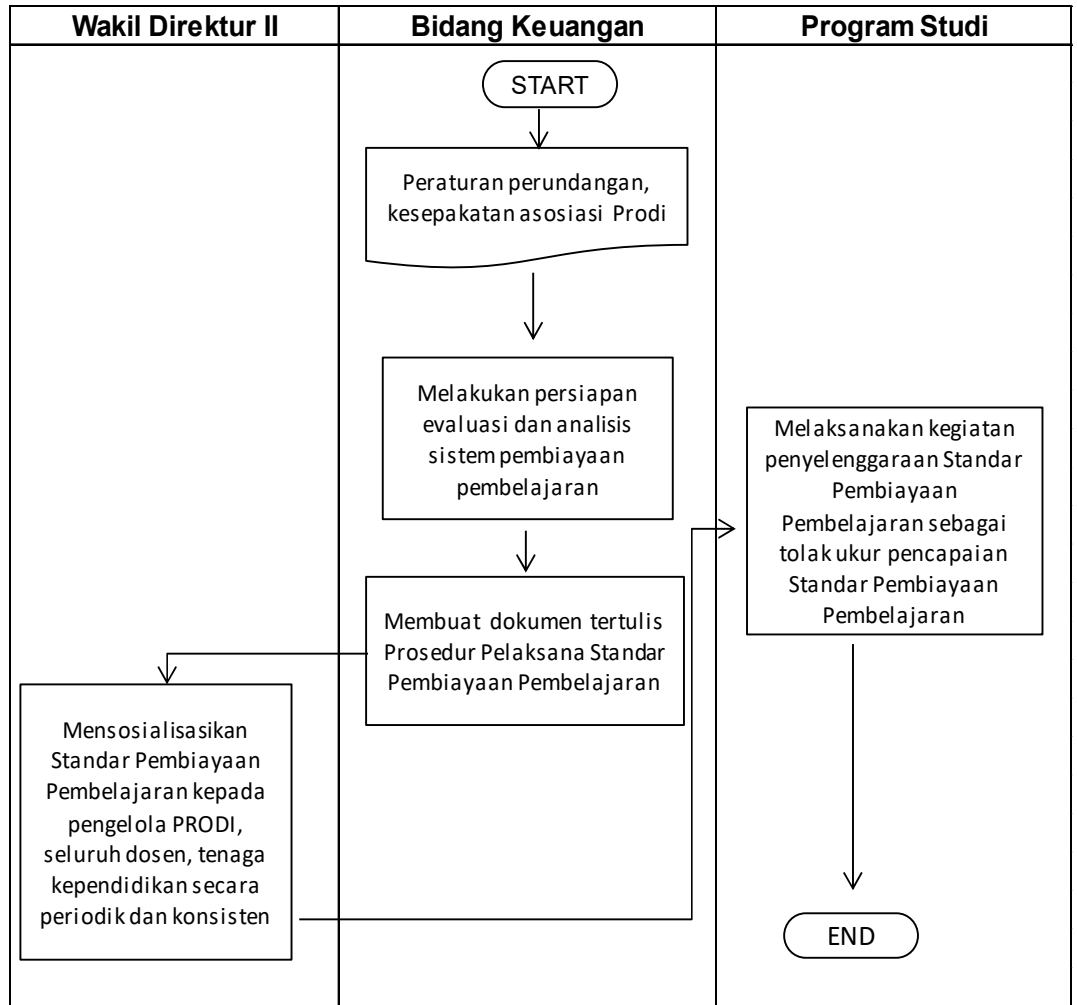 Wakil Direktur II
Bidang Keuangan
Program Studi
START
Peraturan perundangan,
kesepakatan asosiasi Prodi
Melakukan persiapan
evaluasi dan analisis
sistem pembiayaan
pembelajaran
Membuat dokumen tertulis
Prosedur Pelaksana Standar
Pembiayaan Pembelajaran
Mensosialisasikan
Standar Pembiayaan
Pembelajaran kepada
pengelola PRODI,
seluruh dosen, tenaga
kependidikan secara
periodik dan konsisten
Melaksanakan kegiatan
penyelenggaraan Standar
Pembiayaan
Pembelajaran sebagai
tolak ukur pencapaian
Standar Pembiayaan
Pembelajaran
END